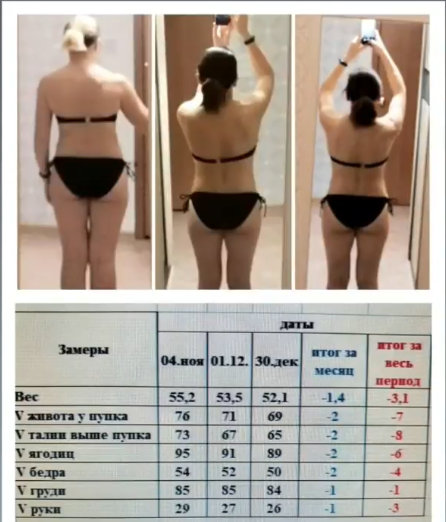 Замеры даты
04.ноя 01.12. 30.дек итог за месяц итог за весь период
Вес 55,2 53,5 52,1 -1,4 -3,1
V живота у пупка 76 71 69 -2 -7
V талии выше пупка 73 67 65 -2 -8
V ягодиц 95 91 89 -2 -6
V бедра 54 52 50 -2 -4
V груди 85 85 84 -1 -1
V руки 29 27 26 -1 -3